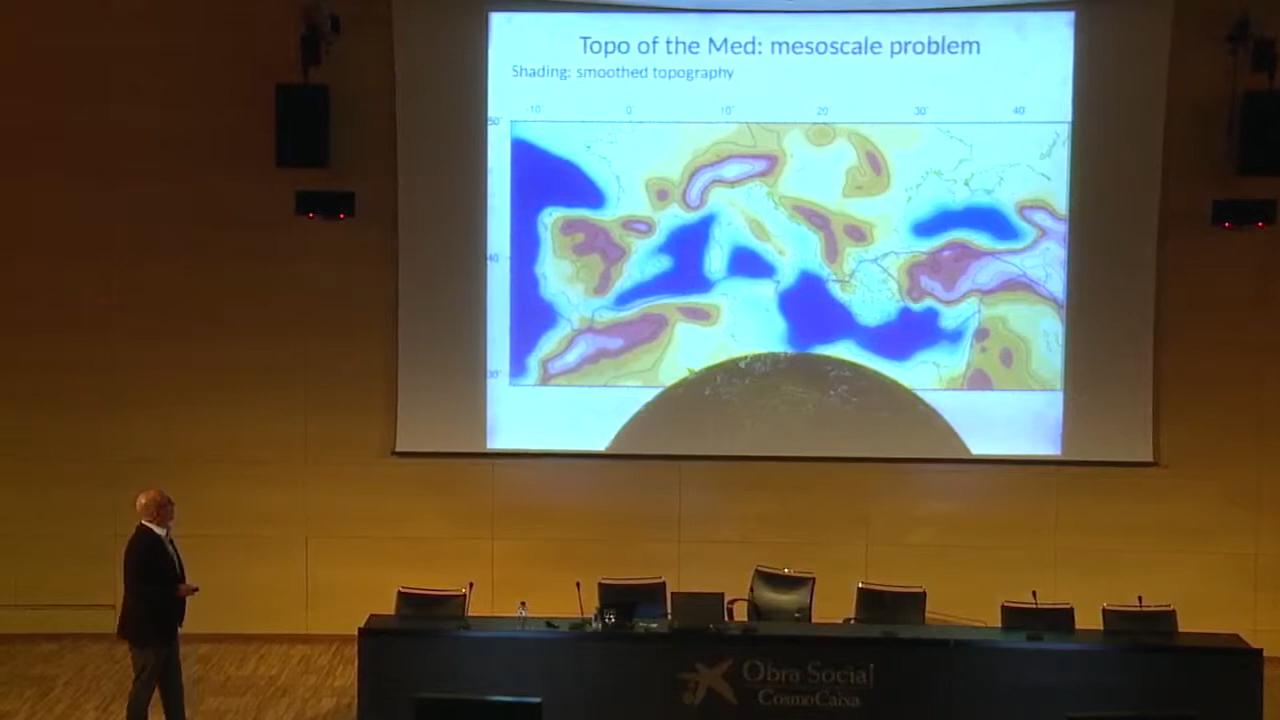 Topo of the Med: mesoscale problem
Shading: smoothed topography
-10° 0° 10° 20° 30° 40°
50°
40°
30°
Obra Social
CosmoCaixa